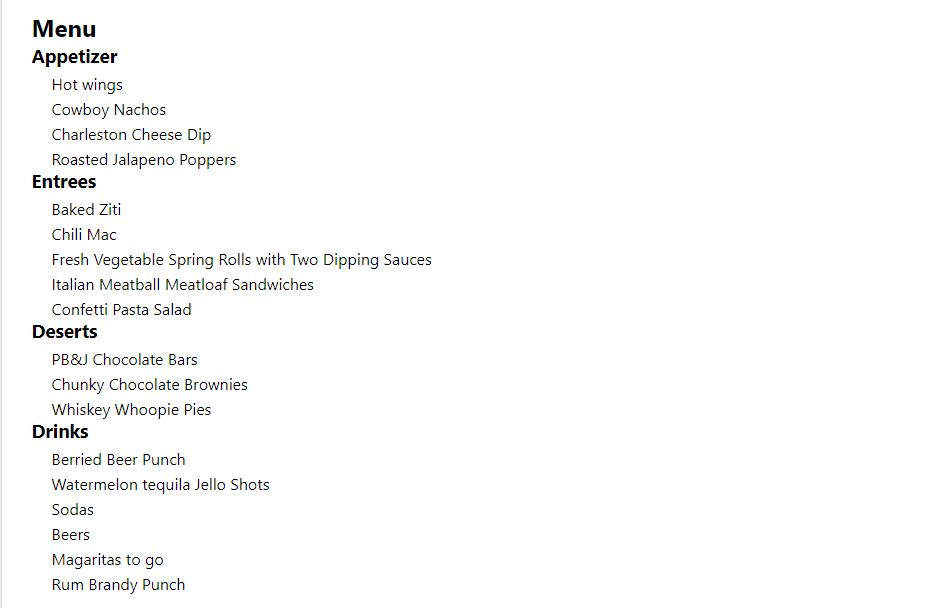 Menu
Appetizer
Hot wings
Cowboy Nachos
Charleston Cheese Dip
Roasted Jalapeno Poppers
Entrees
Baked Ziti
Chili Mac
Fresh Vegetable Spring Rolls with Two Dipping Sauces
Italian Meatball Meatloaf Sandwiches
Confetti Pasta Salad
Deserts
PB&J Chocolate Bars
Chunky Chocolate Brownies
Whiskey Whoopie Pies
Drinks
Berried Beer Punch
Watermelon tequila Jello Shots
Sodas
Beers
Magaritas to go
Rum Brandy Punch